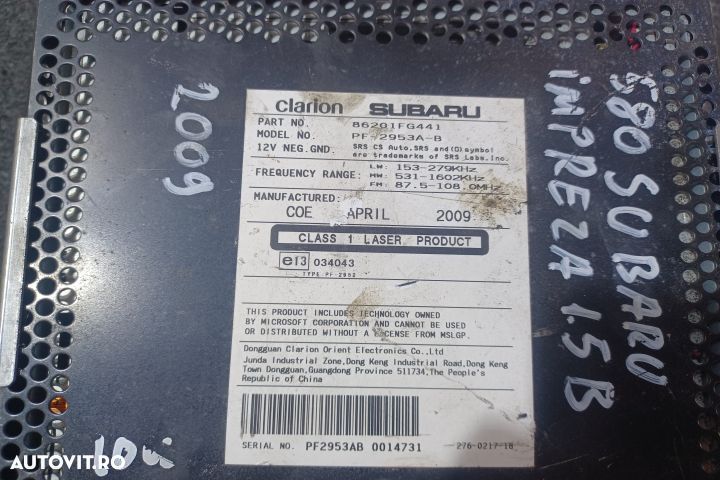 clarion SUBARU
PART NO. 86201FG441
MODEL NO. PF-2953A-B
12V NEG.GND. SRS CS Auto,SRS and (O) symbol
are trademarks of SRS Labs,Inc.
FREQUENCY RANGE: LW: 153-279KHz
MW: 531-1602KHz
FM: 87.5-108.0MHz
MANUFACTURED:
COE APRIL 2009
CLASS 1 LASER PRODUCT
e13 034043
TYPE:PF-2952
THIS PRODUCT INCLUDES TECHNOLOGY OWNED
BY MICROSOFT CORPORATION AND CANNOT BE USED
OR DISTRIBUTED WITHOUT A LICENSE FROM MSLGP.
Dongguan Clarion Orient Electronics Co.,Ltd
Junda Industrial Zone,Dong Keng Industrial Road,Dong Keng
Town Dongguan,Guangdong Province 511734,The People's
Republic of China
SERIAL NO. PF2953AB 0014731
276-0217-18
2009
580 SUBARU
IMPREZA 1.5B
AUTOVIT.RO
AUTOVIT.RO